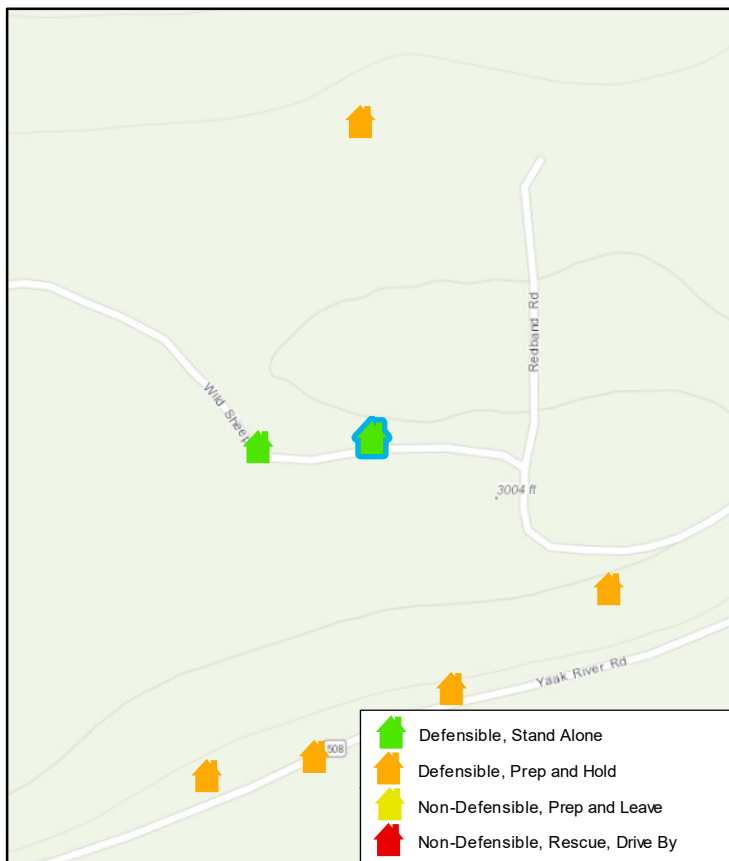 Redband Rd
Wild Sheep
3004 ft
Yaak River Rd
508
Defensible, Stand Alone
Defensible, Prep and Hold
Non-Defensible, Prep and Leave
Non-Defensible, Rescue, Drive By